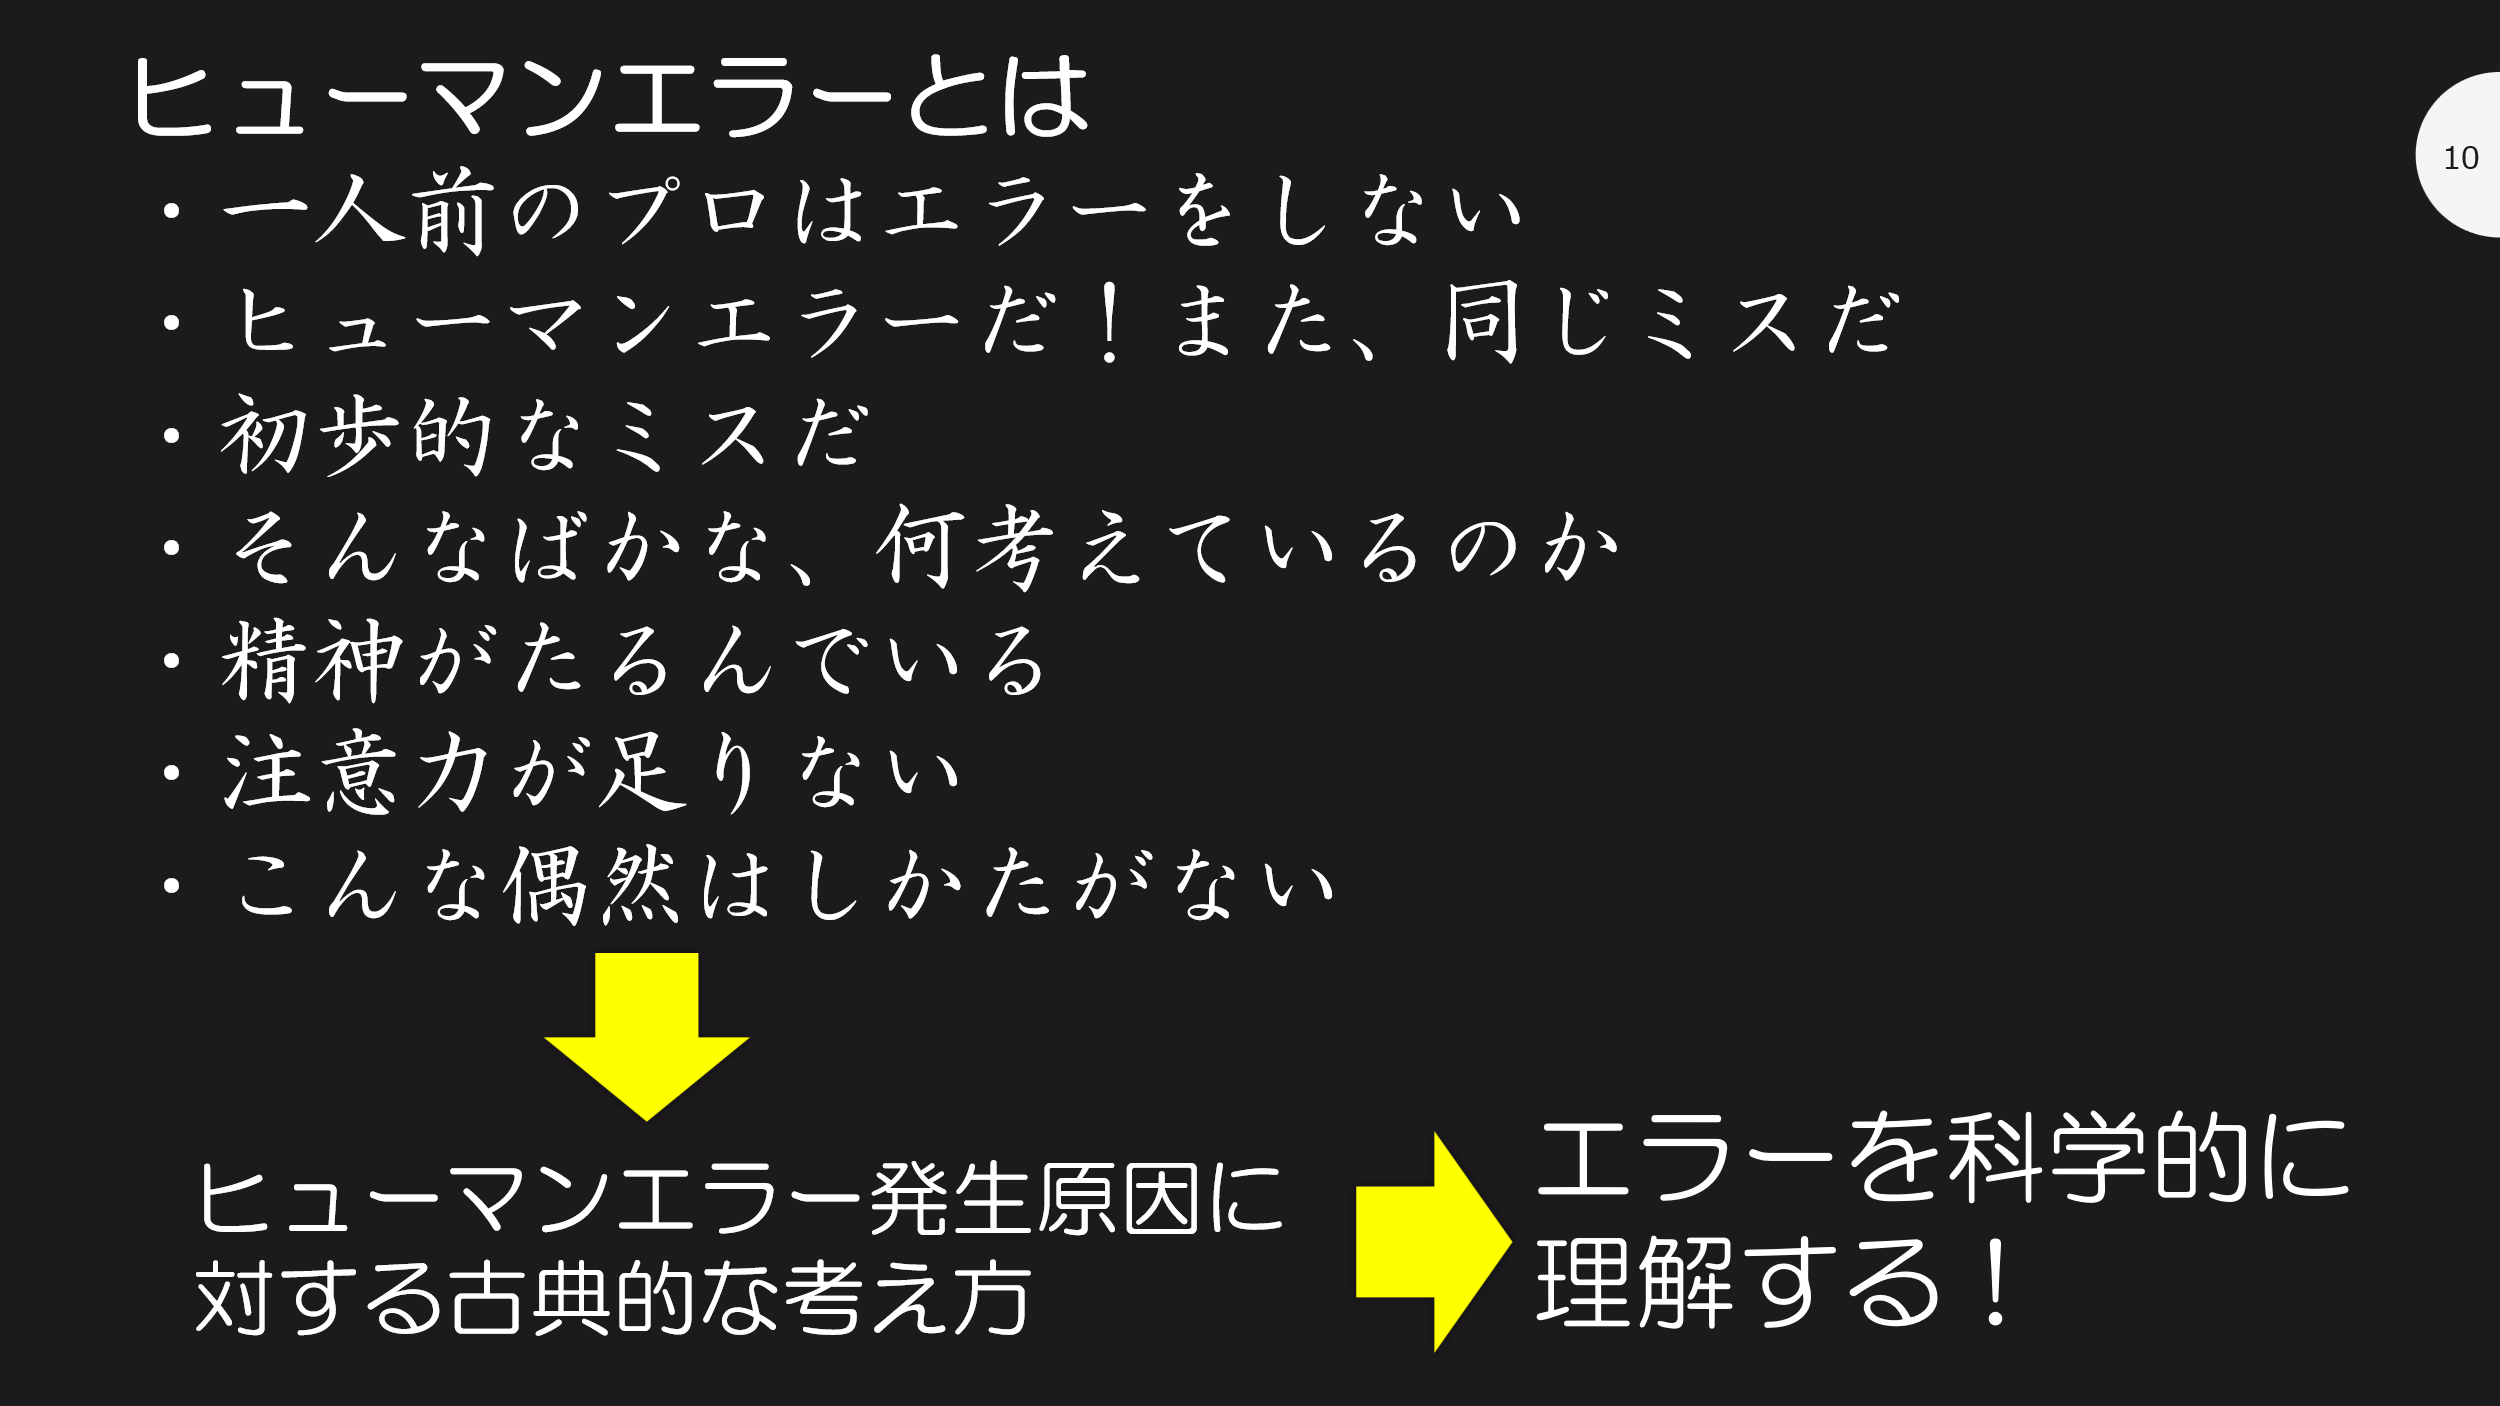 ヒューマンエラーとは
10
・一人前のプロはエラーをしない
・ヒューマンエラーだ!また、同じミスだ
・初歩的なミスだ
・そんなばかな、何考えているのか
・精神がたるんでいる
・注意力が足りない
・こんな偶然はしかたがない
ヒューマンエラー発生原因に
対する古典的な考え方
エラーを科学的に
理解する!